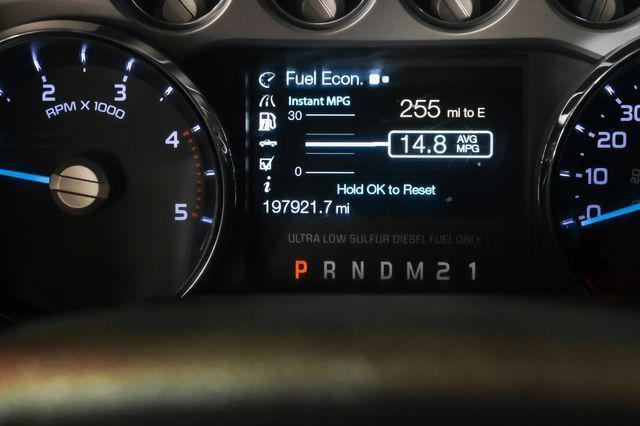 Fuel Econ.
Instant MPG
30
255 mi to E
14.8 AVG MPG
0
Hold OK to Reset
197921.7 mi
ULTRA LOW SULFUR DIESEL FUEL ONLY
P R N D M 2 1
2 3
RPM X 1000
4
5
30
20
10
0